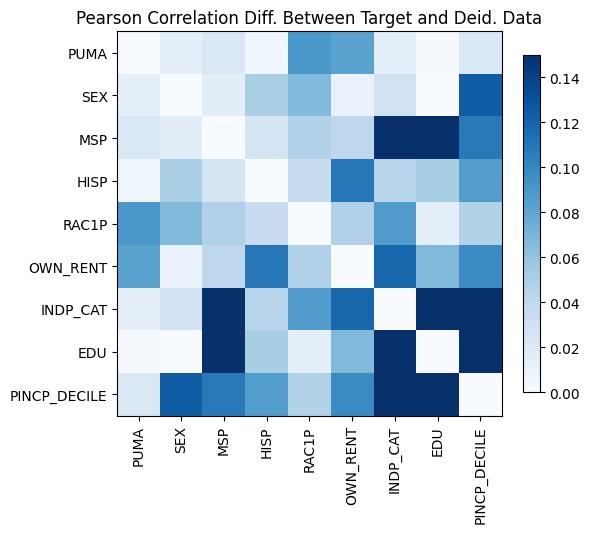 Pearson Correlation Diff. Between Target and Deid. Data
PUMA
SEX
MSP
HISP
RAC1P
OWN_RENT
INDP_CAT
EDU
PINCP_DECILE
PUMA
SEX
MSP
HISP
RAC1P
OWN_RENT
INDP_CAT
EDU
PINCP_DECILE
0.14
0.12
0.10
0.08
0.06
0.04
0.02
0.00